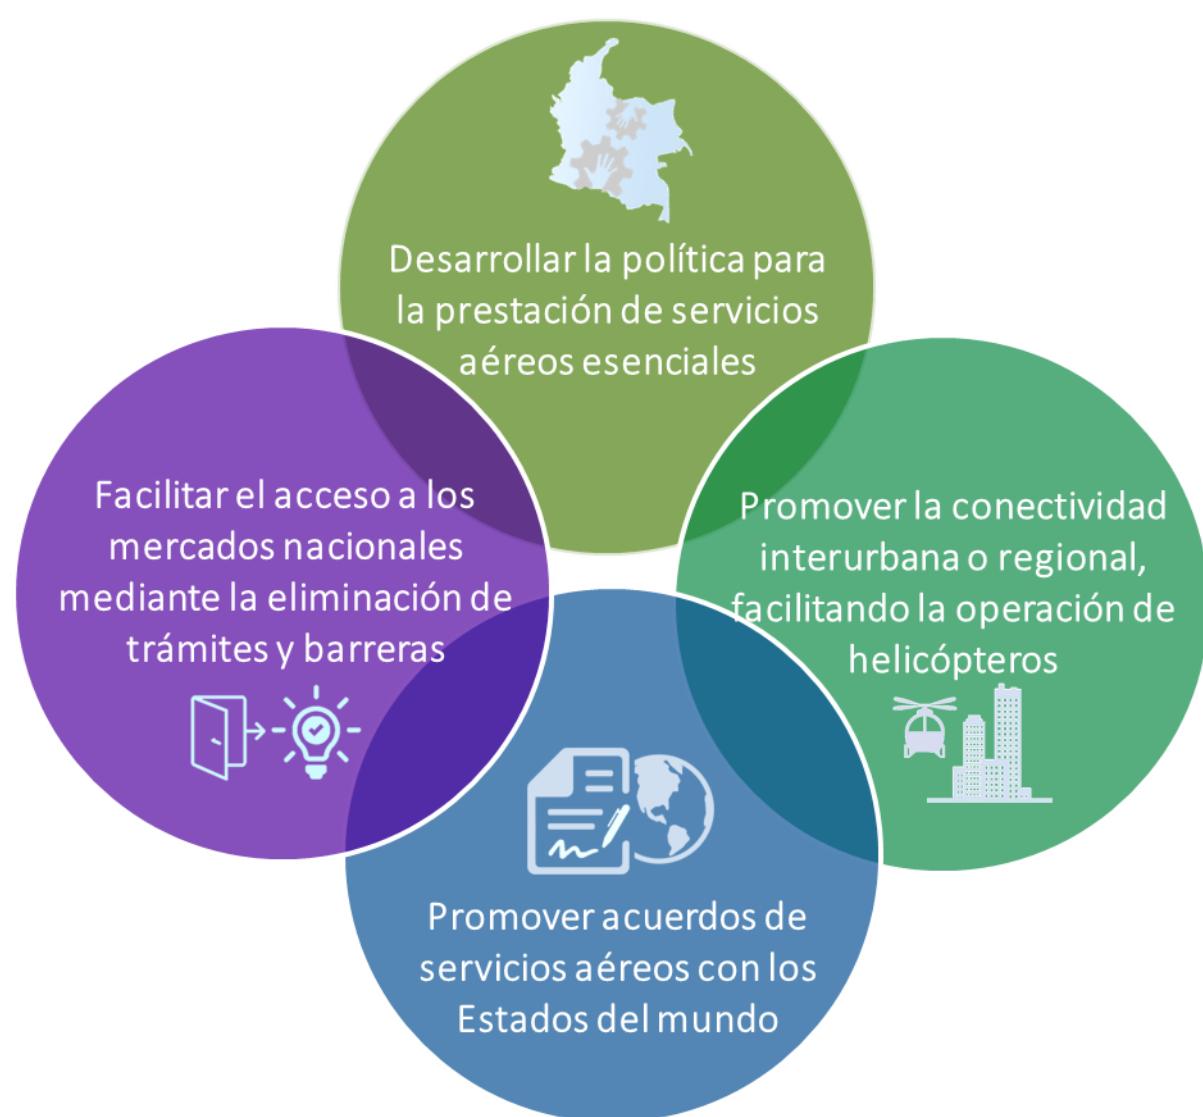 Desarrollar la política para
la prestación de servicios
aéreos esenciales
Facilitar el acceso a los
mercados nacionales
mediante la eliminación de
trámites y barreras
Promover la conectividad
interurbana o regional,
facilitando la operación de
helicópteros
Promover acuerdos de
servicios aéreos con los
Estados del mundo